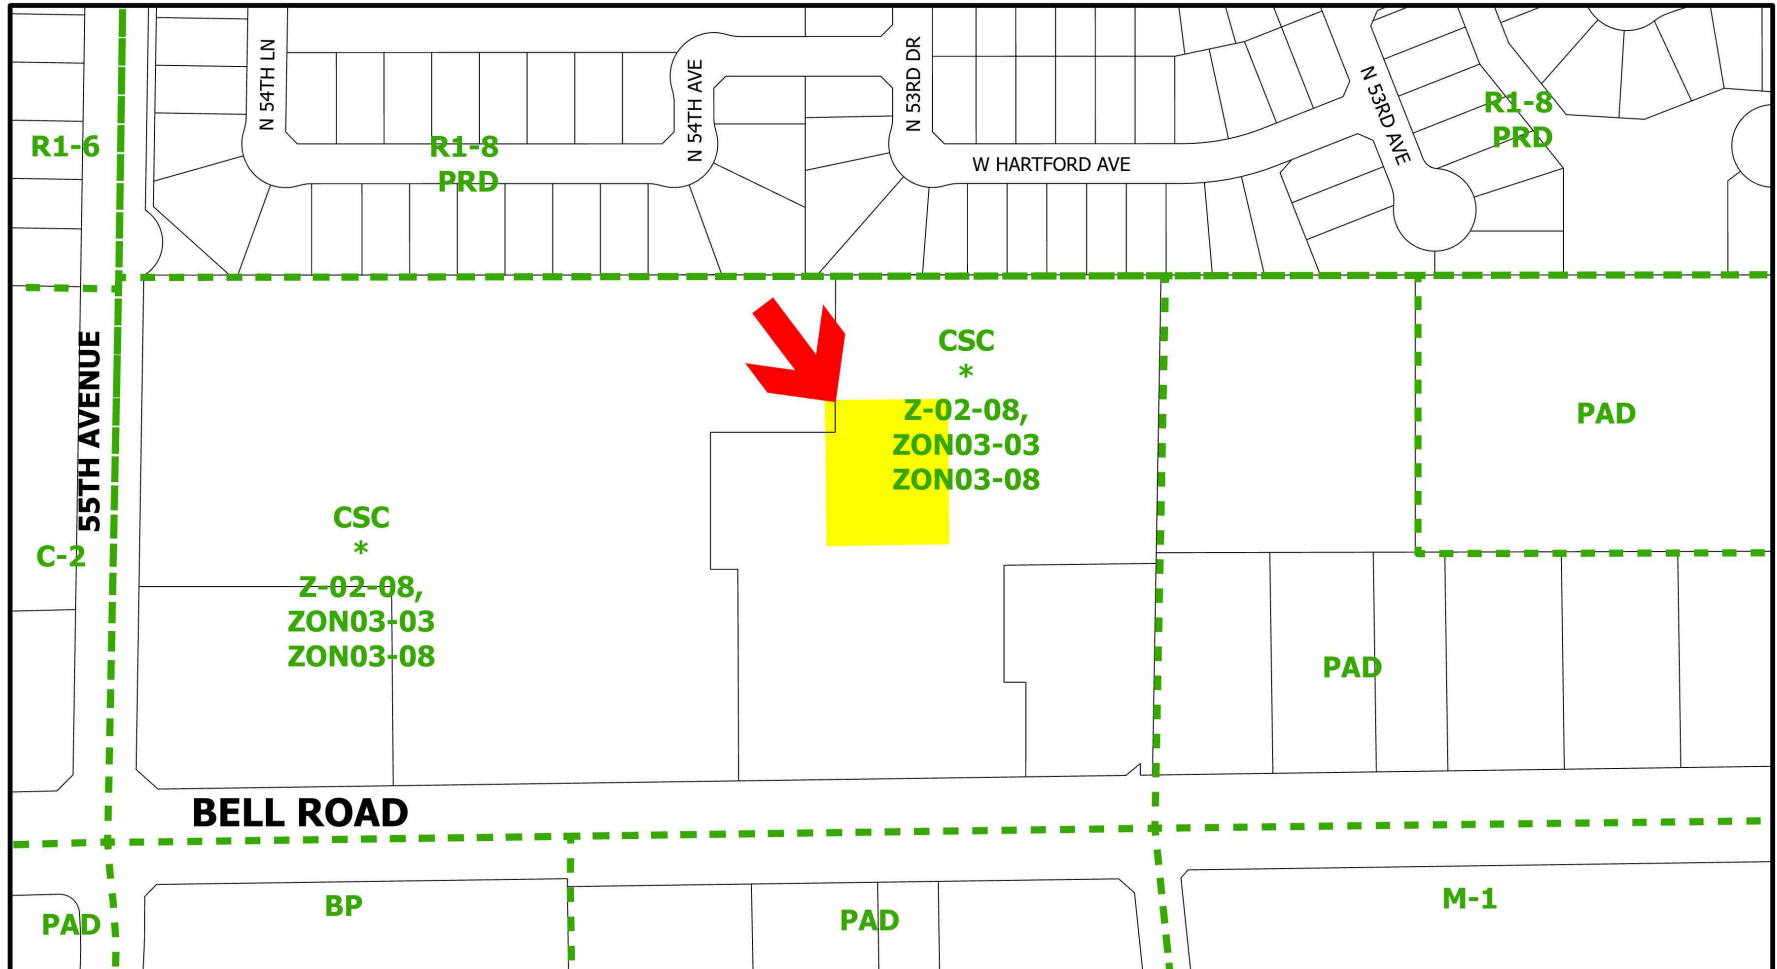 N 54TH LN
N 54TH AVE
N 53RD DR
N 53RD AVE
R1-8
PRD
R1-6
R1-8
PRD
W HARTFORD AVE
55TH AVENUE
CSC
*
Z-02-08,
ZON03-03
ZON03-08
PAD
CSC
*
Z-02-08,
ZON03-03
ZON03-08
C-2
PAD
BELL ROAD
PAD
BP
PAD
M-1